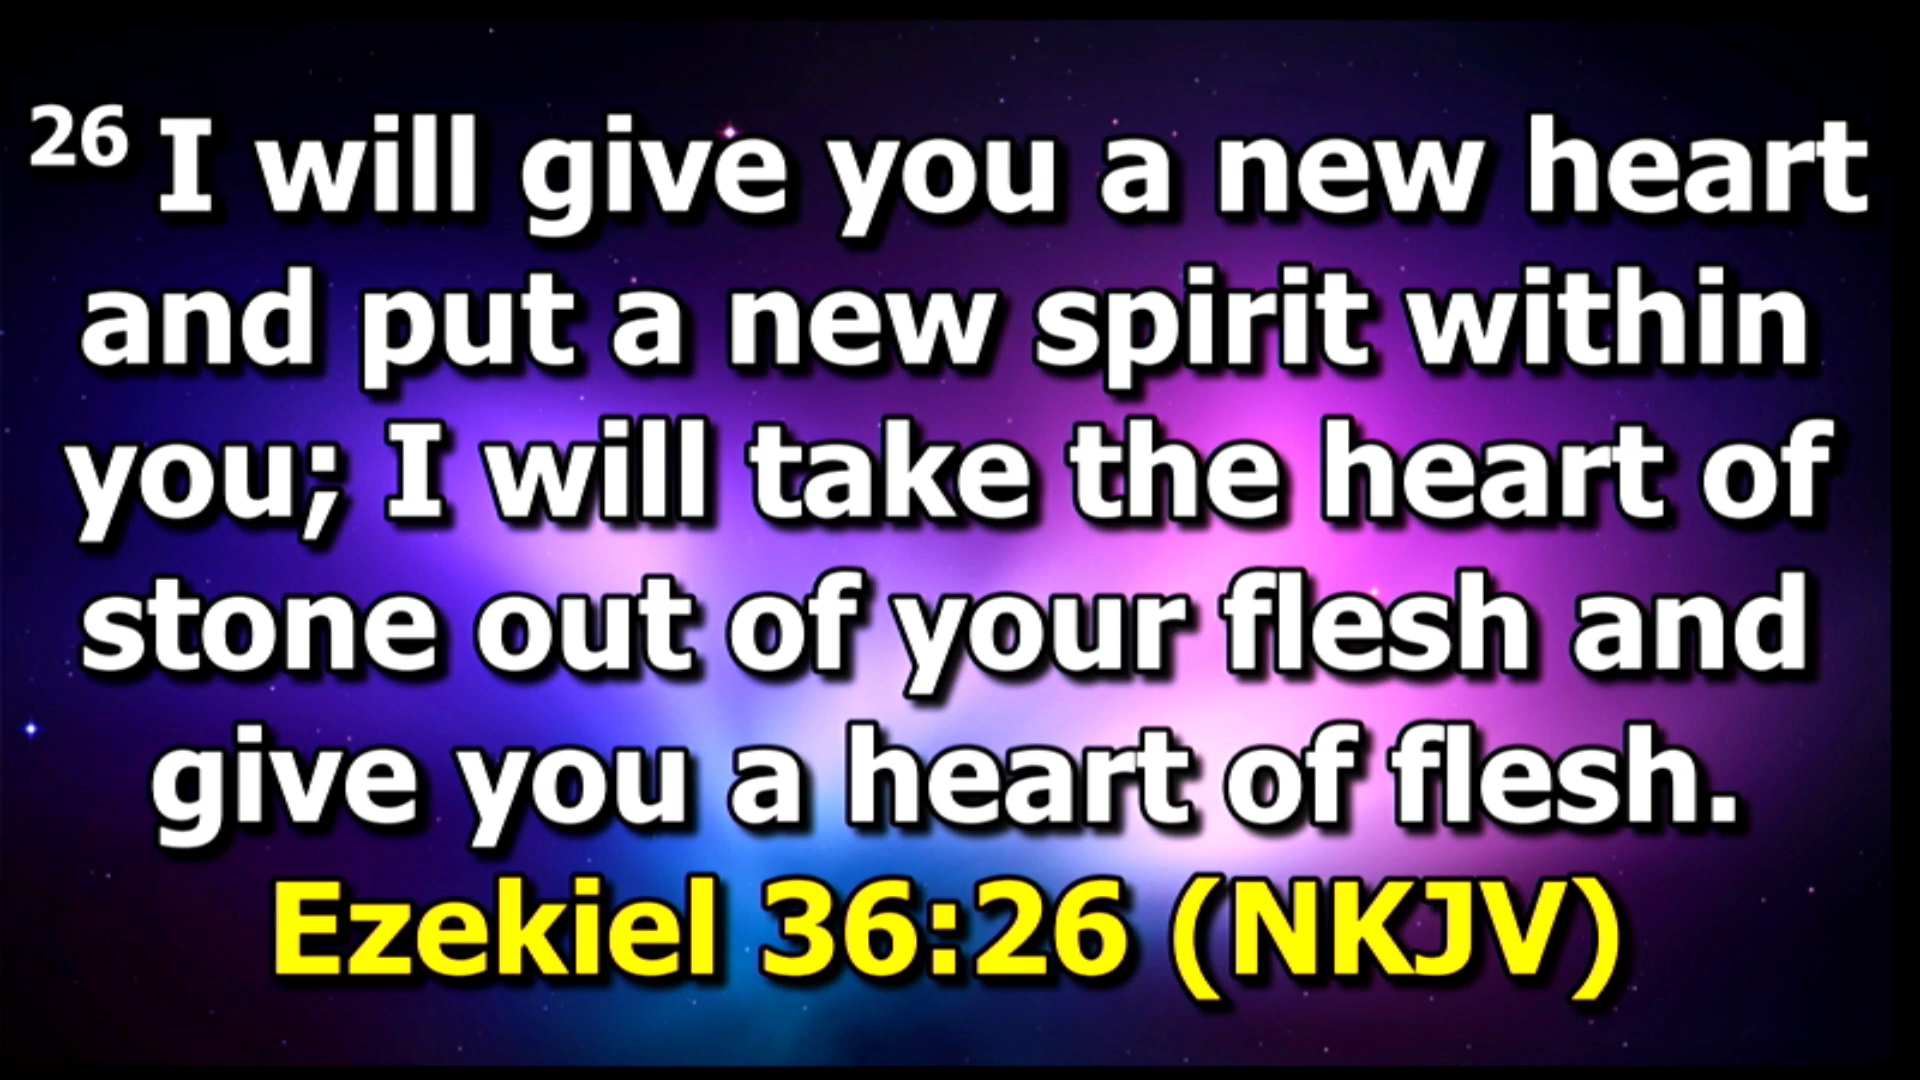 26 I will give you a new heart
and put a new spirit within
you; I will take the heart of
stone out of your flesh and
give you a heart of flesh.
Ezekiel 36:26 (NKJV)